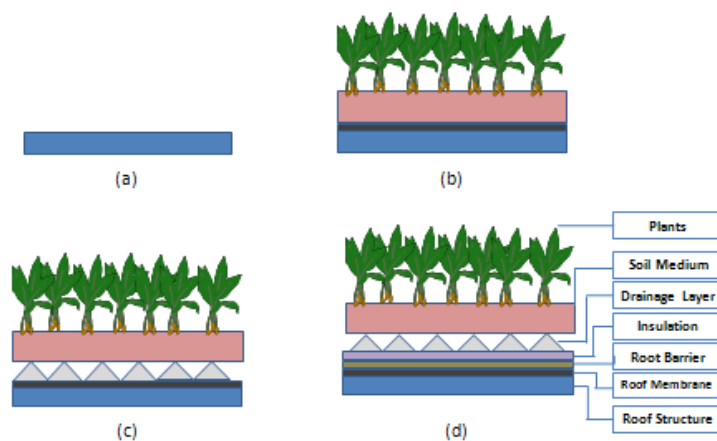 (a)
(b)
Plants
Soil Medium
Drainage Layer
Insulation
Root Barrier
Roof Membrane
Roof Structure
(c)
(d)